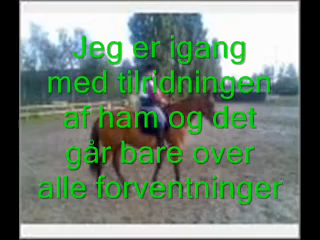 Jeg er igang
med tilridningen
af ham og det
går bare over
alle forventninger